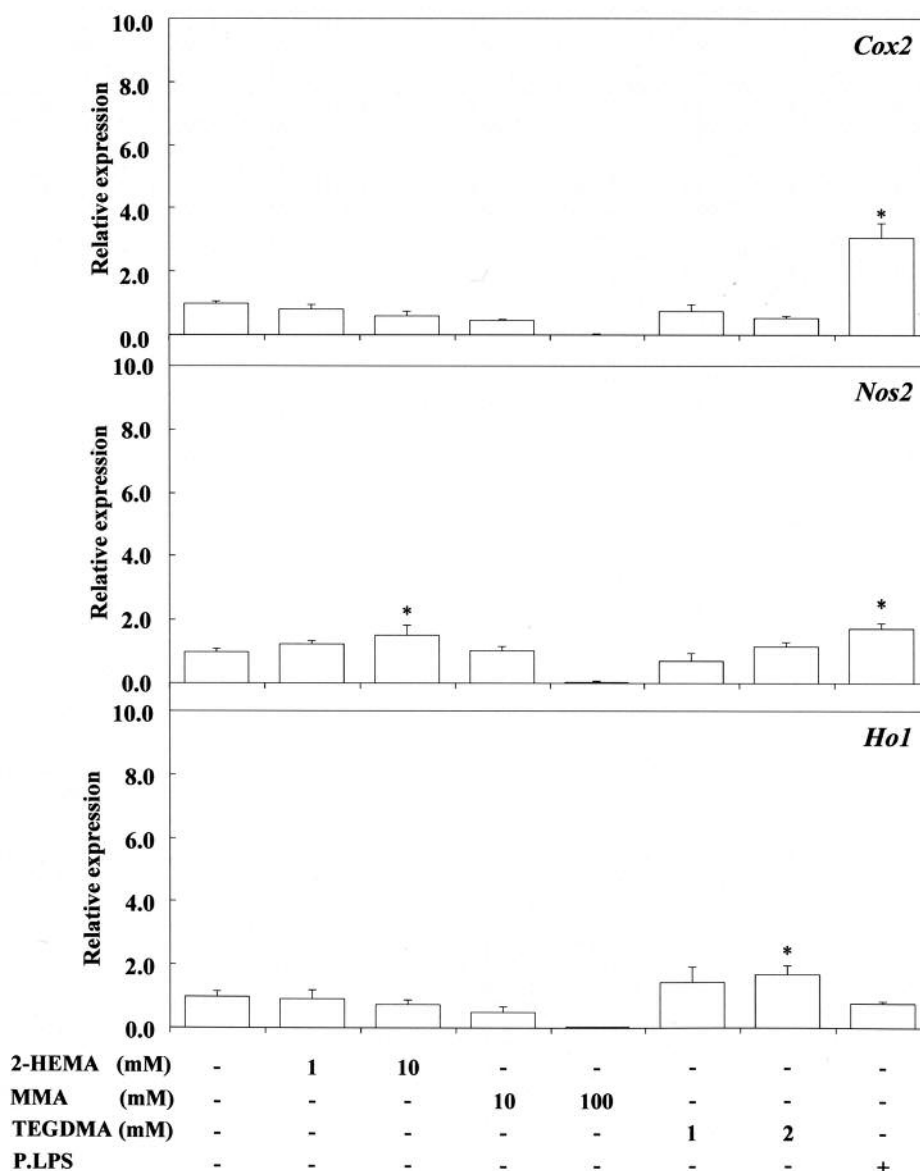 10.0
Cox2
8.0
6.0
4.0
*
2.0
0.0
Relative expression
10.0
Nos2
8.0
6.0
4.0
* *
2.0
0.0
Relative expression
10.0
Ho1
8.0
6.0
4.0
*
2.0
0.0
Relative expression
2-HEMA (mM) - 1 10 - - - - -
MMA (mM) - - - 10 100 - - -
TEGDMA (mM) - - - - - 1 2 -
P.LPS - - - - - - - +